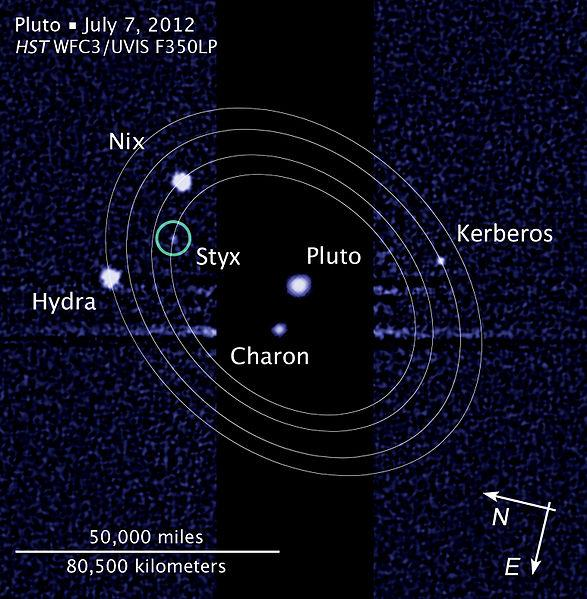 Pluto ▪ July 7, 2012
HST WFC3/UVIS F350LP
Nix
Kerberos
Styx
Pluto
Hydra
Charon
N
E
50,000 miles
80,500 kilometers